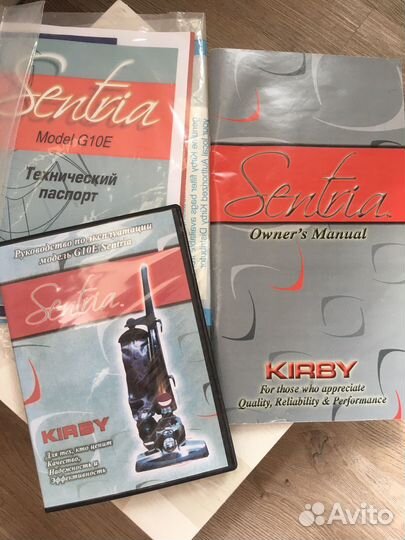 Sentria
Model G10E
Технический
паспорт
Sentria
Owner's Manual
KIRBY
For those who appreciate
Quality, Reliability & Performance
Руководство по эксплуатации
модель G10E Sentria
Sentria
KIRBY
Для тех, кто ценит
Качество,
Надежность и
Эффективность
Avito